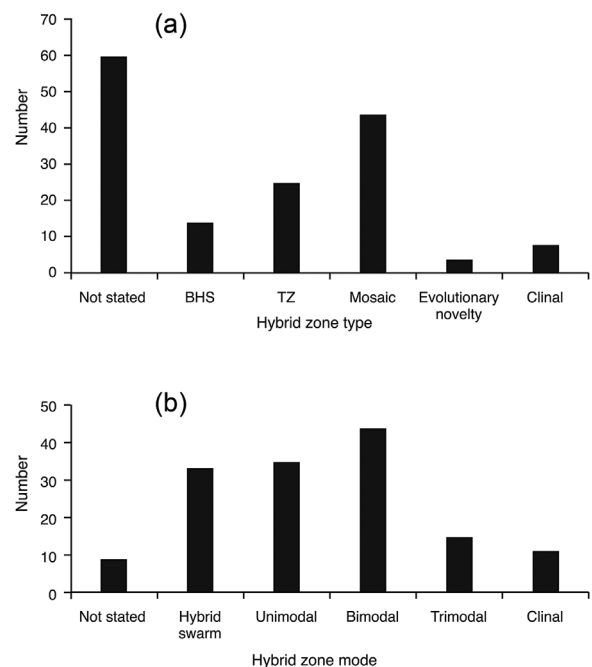 (a)
Number
70
60
50
40
30
20
10
0
Not stated BHS TZ Mosaic Evolutionary novelty Clinal
Hybrid zone type
(b)
Number
50
40
30
20
10
0
Not stated Hybrid swarm Unimodal Bimodal Trimodal Clinal
Hybrid zone mode